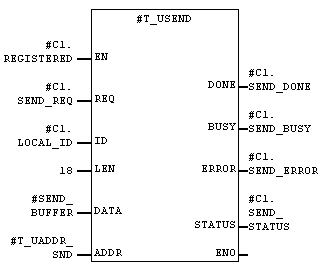 #T_USEND
#C1.
REGISTERED
EN
#C1.
SEND_REQ
REQ
#C1.
LOCAL_ID
ID
18
LEN
#SEND_
BUFFER
DATA
#T_UADDR_
SND
ADDR
DONE
#C1.
SEND_DONE
BUSY
#C1.
SEND_BUSY
ERROR
#C1.
SEND_ERROR
STATUS
#C1.
SEND_
STATUS
ENO